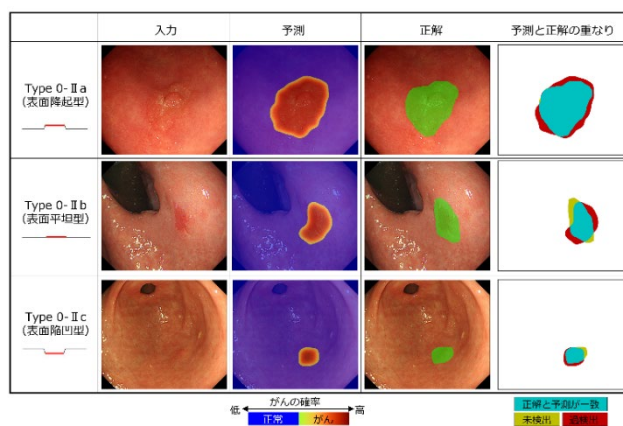 入力
予測
正解
予測と正解の重なり
Type 0-Ⅱa
(表面隆起型)
Type 0-Ⅱb
(表面平坦型)
Type 0-Ⅱc
(表面陥凹型)
がんの確率
低
高
正常
がん
正解と予測が一致
未検出
過検出